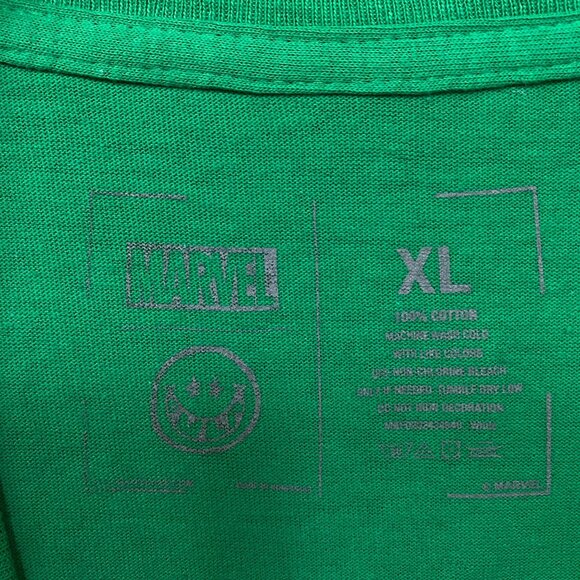 MARVEL
XL
100% COTTON
MACHINE WASH COLD
WITH LIKE COLORS
USE NON-CHLORINE BLEACH
ONLY IF NEEDED. TUMBLE DRY LOW
DO NOT IRON DECORATION
© MARVEL